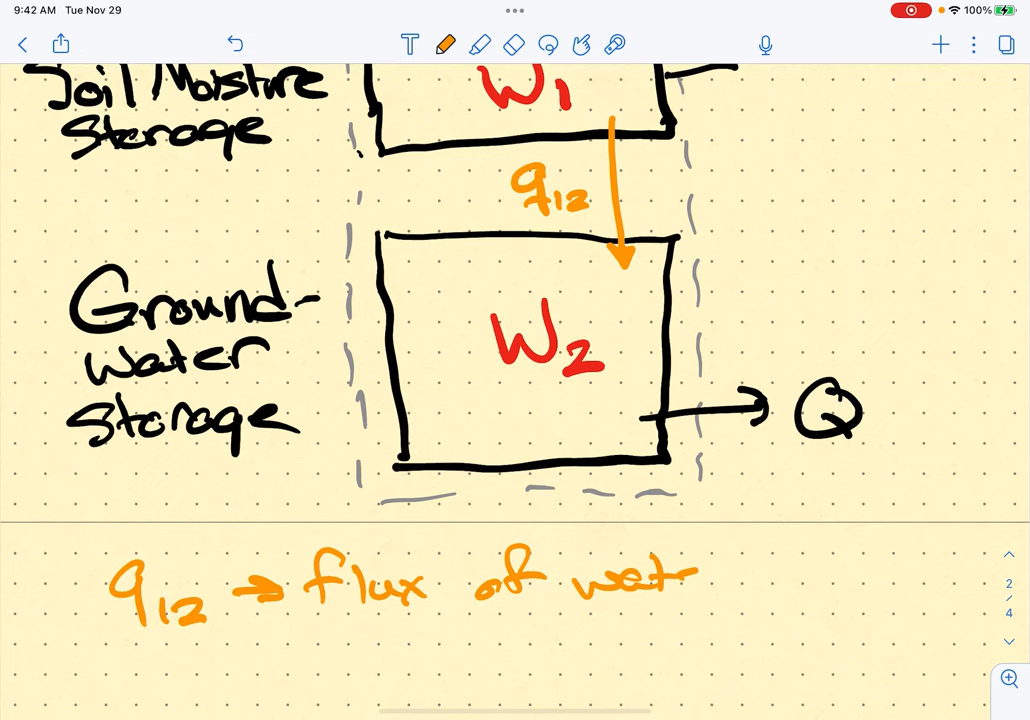 9:42 AM Tue Nov 29
100%
T
Soil Moisture
Storage
W1
q12
Ground-
water
Storage
W2
Q
q12 → flux of watr
2
/
4